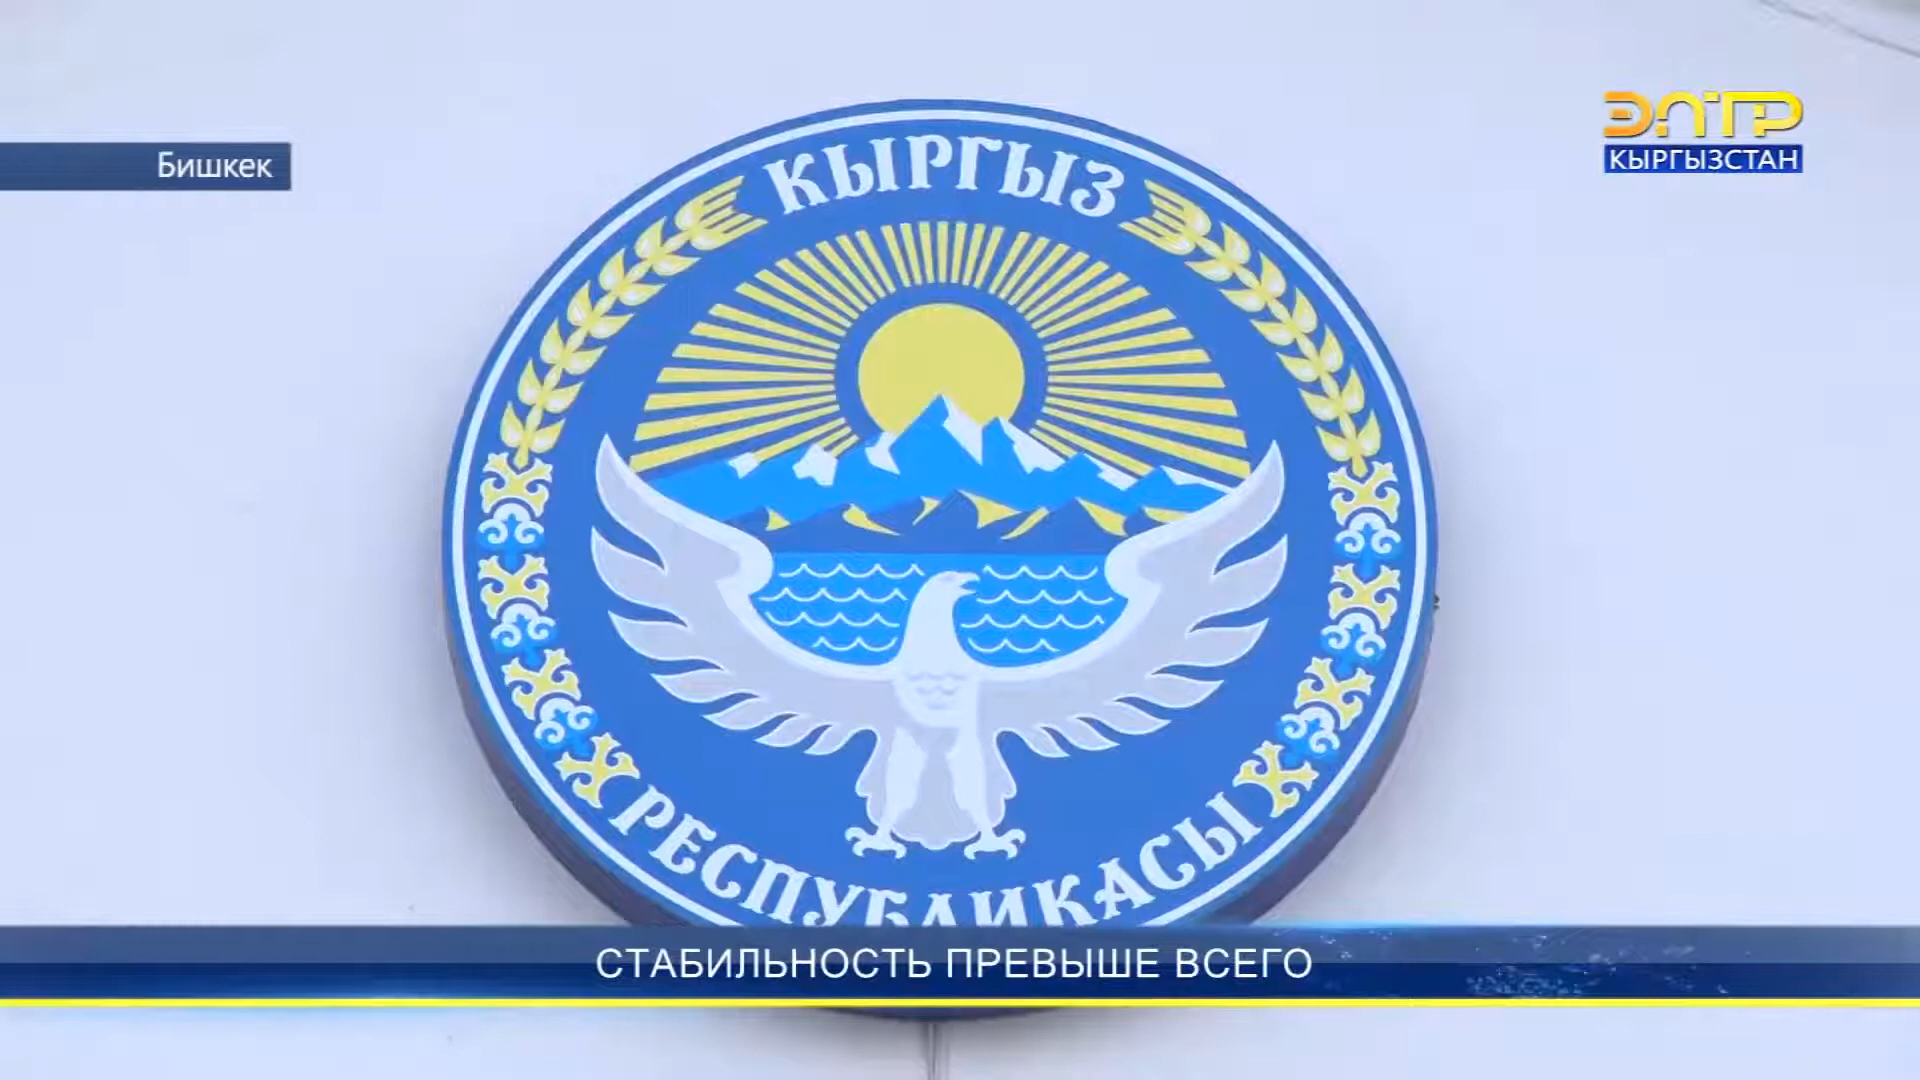 Бишкек
ЭЛТР
КЫРГЫЗСТАН
КЫРГЫЗ
РЕСПУБЛИКАСЫ
СТАБИЛЬНОСТЬ ПРЕВЫШЕ ВСЕГО